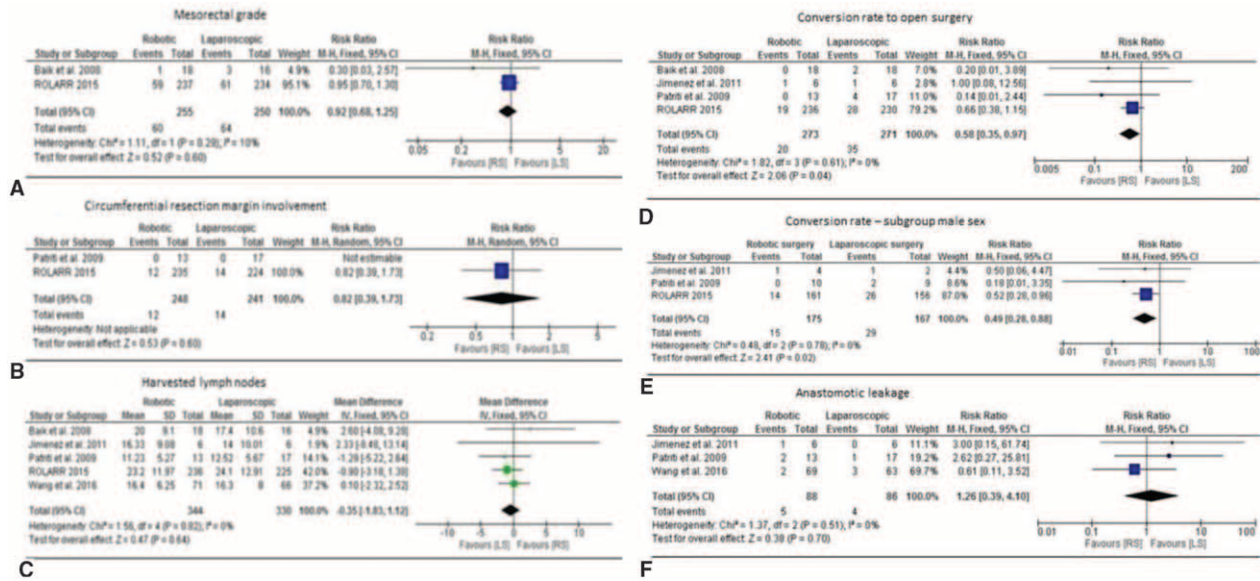 Mesorectal grade
Robotic Laparoscopic Risk Ratio Risk Ratio
Study or Subgroup Events Total Events Total Weight M-H, Fixed, 95% CI M-H, Fixed, 95% CI
Baik et al. 2008 1 18 3 16 4.9% 0.30 [0.03, 2.57]
ROLARR 2015 59 237 61 234 95.1% 0.95 [0.70, 1.30]
Total (95% CI) 255 250 100.0% 0.92 [0.68, 1.25]
Total events 60 64
Heterogeneity: Chi² = 1.11, df = 1 (P = 0.29); I² = 10%
Test for overall effect: Z = 0.52 (P = 0.60)
0.05 0.2 1 5 20
Favours [RS] Favours [LS]
A
Circumferential resection margin involvement
Robotic Laparoscopic Risk Ratio Risk Ratio
Study or Subgroup Events Total Events Total Weight M-H, Random, 95% CI M-H, Random, 95% CI
Patriti et al. 2009 0 13 0 17 Not estimable
ROLARR 2015 12 235 14 224 100.0% 0.82 [0.39, 1.73]
Total (95% CI) 248 241 100.0% 0.82 [0.39, 1.73]
Total events 12 14
Heterogeneity: Not applicable
Test for overall effect: Z = 0.53 (P = 0.60)
0.2 0.5 1 2 5
Favours [RS] Favours [LS]
B
Harvested lymph nodes
Robotic Laparoscopic Mean Difference Mean Difference
Study or Subgroup Mean SD Total Mean SD Total Weight IV, Fixed, 95% CI IV, Fixed, 95% CI
Baik et al. 2008 20 9.1 18 17.4 10.6 16 4.9% 2.60 [-4.08, 9.28]
Jimenez et al. 2011 16.33 9.08 6 14 10.01 6 1.9% 2.33 [-8.48, 13.14]
Patriti et al. 2009 11.23 5.27 13 12.52 5.67 17 14.1% -1.29 [-5.22, 2.64]
ROLARR 2015 23.2 11.97 236 24.1 12.91 225 42.0% -0.90 [-3.18, 1.38]
Wang et al. 2016 16.4 6.25 71 16.3 8 66 37.2% 0.10 [-2.32, 2.52]
Total (95% CI) 344 330 100.0% -0.35 [-1.83, 1.12]
Heterogeneity: Chi² = 1.56, df = 4 (P = 0.82); I² = 0%
Test for overall effect: Z = 0.47 (P = 0.64)
-10 -5 0 5 10
Favours [LS] Favours [RS]
C
Conversion rate to open surgery
Robotic Laparoscopic Risk Ratio Risk Ratio
Study or Subgroup Events Total Events Total Weight M-H, Fixed, 95% CI M-H, Fixed, 95% CI
Baik et al. 2008 0 18 2 18 7.0% 0.20 [0.01, 3.89]
Jimenez et al. 2011 1 6 1 6 2.8% 1.00 [0.08, 12.56]
Patriti et al. 2009 0 13 4 17 11.0% 0.14 [0.01, 2.44]
ROLARR 2015 19 236 28 230 79.2% 0.66 [0.38, 1.15]
Total (95% CI) 273 271 100.0% 0.58 [0.35, 0.97]
Total events 20 35
Heterogeneity: Chi² = 1.82, df = 3 (P = 0.61); I² = 0%
Test for overall effect: Z = 2.06 (P = 0.04)
0.005 0.1 1 10 200
Favours [RS] Favours [LS]
D
Conversion rate – subgroup male sex
Robotic surgery Laparoscopic surgery Risk Ratio Risk Ratio
Study or Subgroup Events Total Events Total Weight M-H, Fixed, 95% CI M-H, Fixed, 95% CI
Jimenez et al. 2011 1 4 1 2 4.4% 0.50 [0.06, 4.47]
Patriti et al. 2009 0 10 2 9 8.6% 0.18 [0.01, 3.35]
ROLARR 2015 14 161 26 156 87.0% 0.52 [0.28, 0.96]
Total (95% CI) 175 167 100.0% 0.49 [0.28, 0.88]
Total events 15 29
Heterogeneity: Chi² = 0.48, df = 2 (P = 0.78); I² = 0%
Test for overall effect: Z = 2.41 (P = 0.02)
0.01 0.1 1 10 100
Favours [RS] Favours [LS]
E
Anastomotic leakage
Robotic Laparoscopic Risk Ratio Risk Ratio
Study or Subgroup Events Total Events Total Weight M-H, Fixed, 95% CI M-H, Fixed, 95% CI
Jimenez et al. 2011 1 6 0 6 11.1% 3.00 [0.15, 61.74]
Patriti et al. 2009 2 13 1 17 19.2% 2.62 [0.27, 25.81]
Wang et al. 2016 2 69 3 63 69.7% 0.61 [0.11, 3.52]
Total (95% CI) 88 86 100.0% 1.26 [0.39, 4.10]
Total events 5 4
Heterogeneity: Chi² = 1.37, df = 2 (P = 0.51); I² = 0%
Test for overall effect: Z = 0.38 (P = 0.70)
0.01 0.1 1 10 100
Favours [RS] Favours [LS]
F